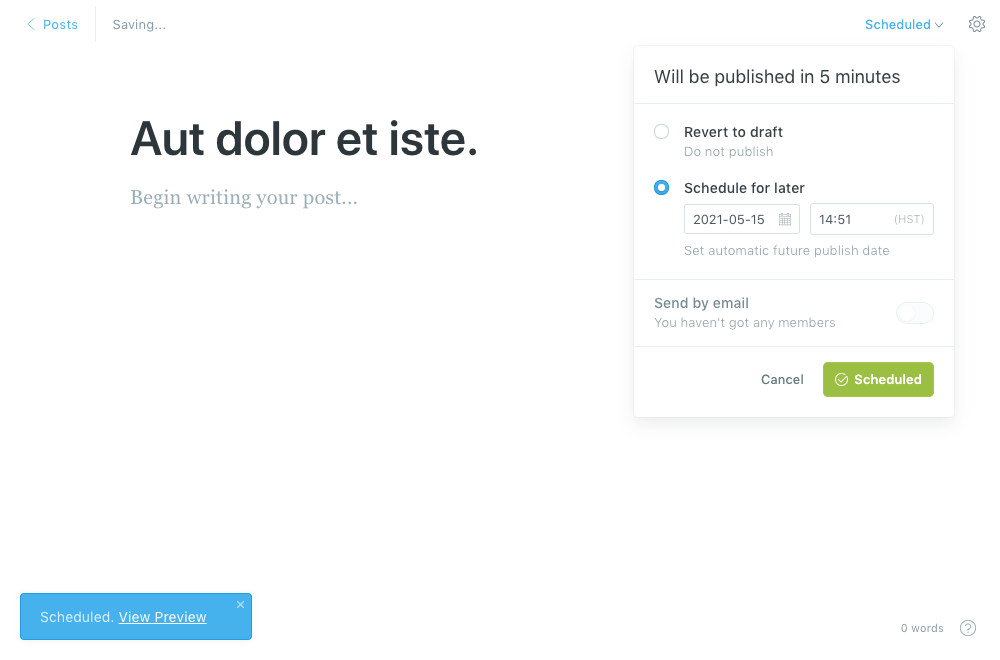 Posts
Saving...
Scheduled
Will be published in 5 minutes
Aut dolor et iste.
Begin writing your post...
Revert to draft
Do not publish
Schedule for later
2021-05-15
14:51 (HST)
Set automatic future publish date
Send by email
You haven't got any members
Cancel
Scheduled
Scheduled. View Preview
0 words
?